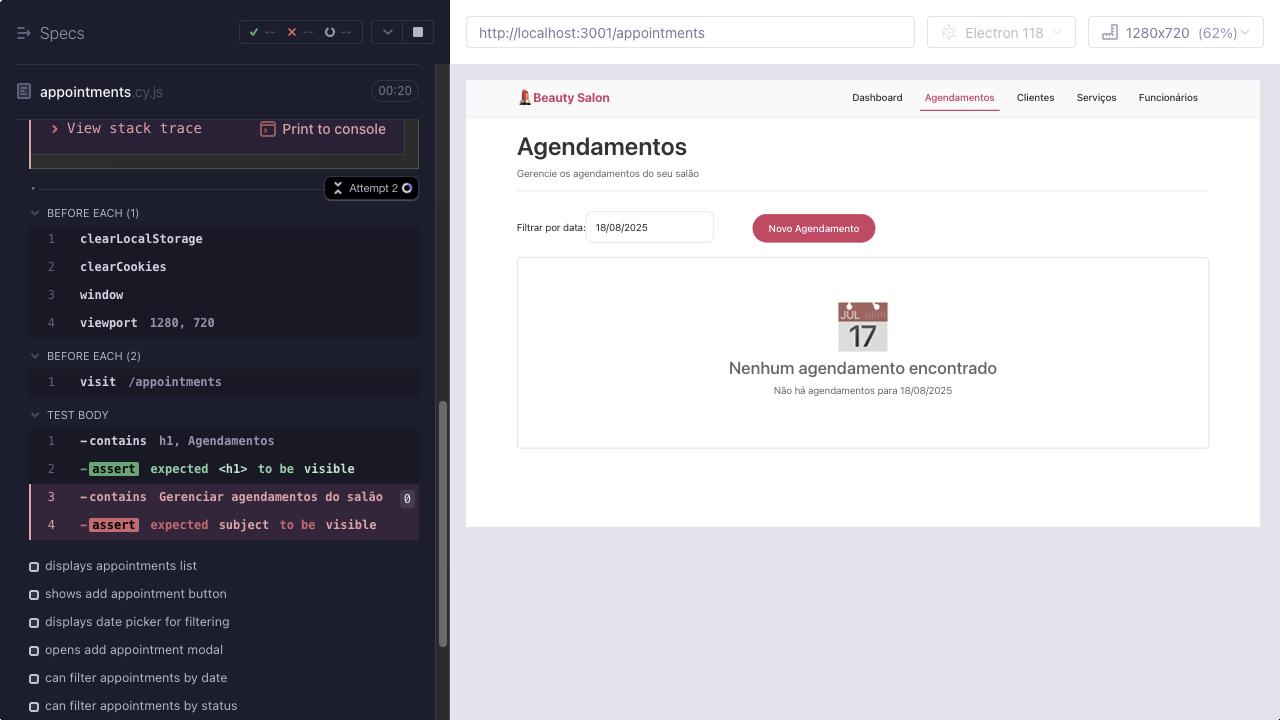 Specs
-- -- --
appointments.cy.js
00:20
View stack trace
Print to console
Attempt 2
BEFORE EACH (1)
1 clearLocalStorage
2 clearCookies
3 window
4 viewport 1280, 720
BEFORE EACH (2)
1 visit /appointments
TEST BODY
1 -contains h1, Agendamentos
2 -assert expected <h1> to be visible
3 -contains Gerenciar agendamentos do salão 0
4 -assert expected subject to be visible
displays appointments list
shows add appointment button
displays date picker for filtering
opens add appointment modal
can filter appointments by date
can filter appointments by status
http://localhost:3001/appointments
Electron 118
1280x720 (62%)
Beauty Salon
Dashboard Agendamentos Clientes Serviços Funcionários
Agendamentos
Gerencie os agendamentos do seu salão
Filtrar por data: 18/08/2025
Novo Agendamento
JUL
17
Nenhum agendamento encontrado
Não há agendamentos para 18/08/2025